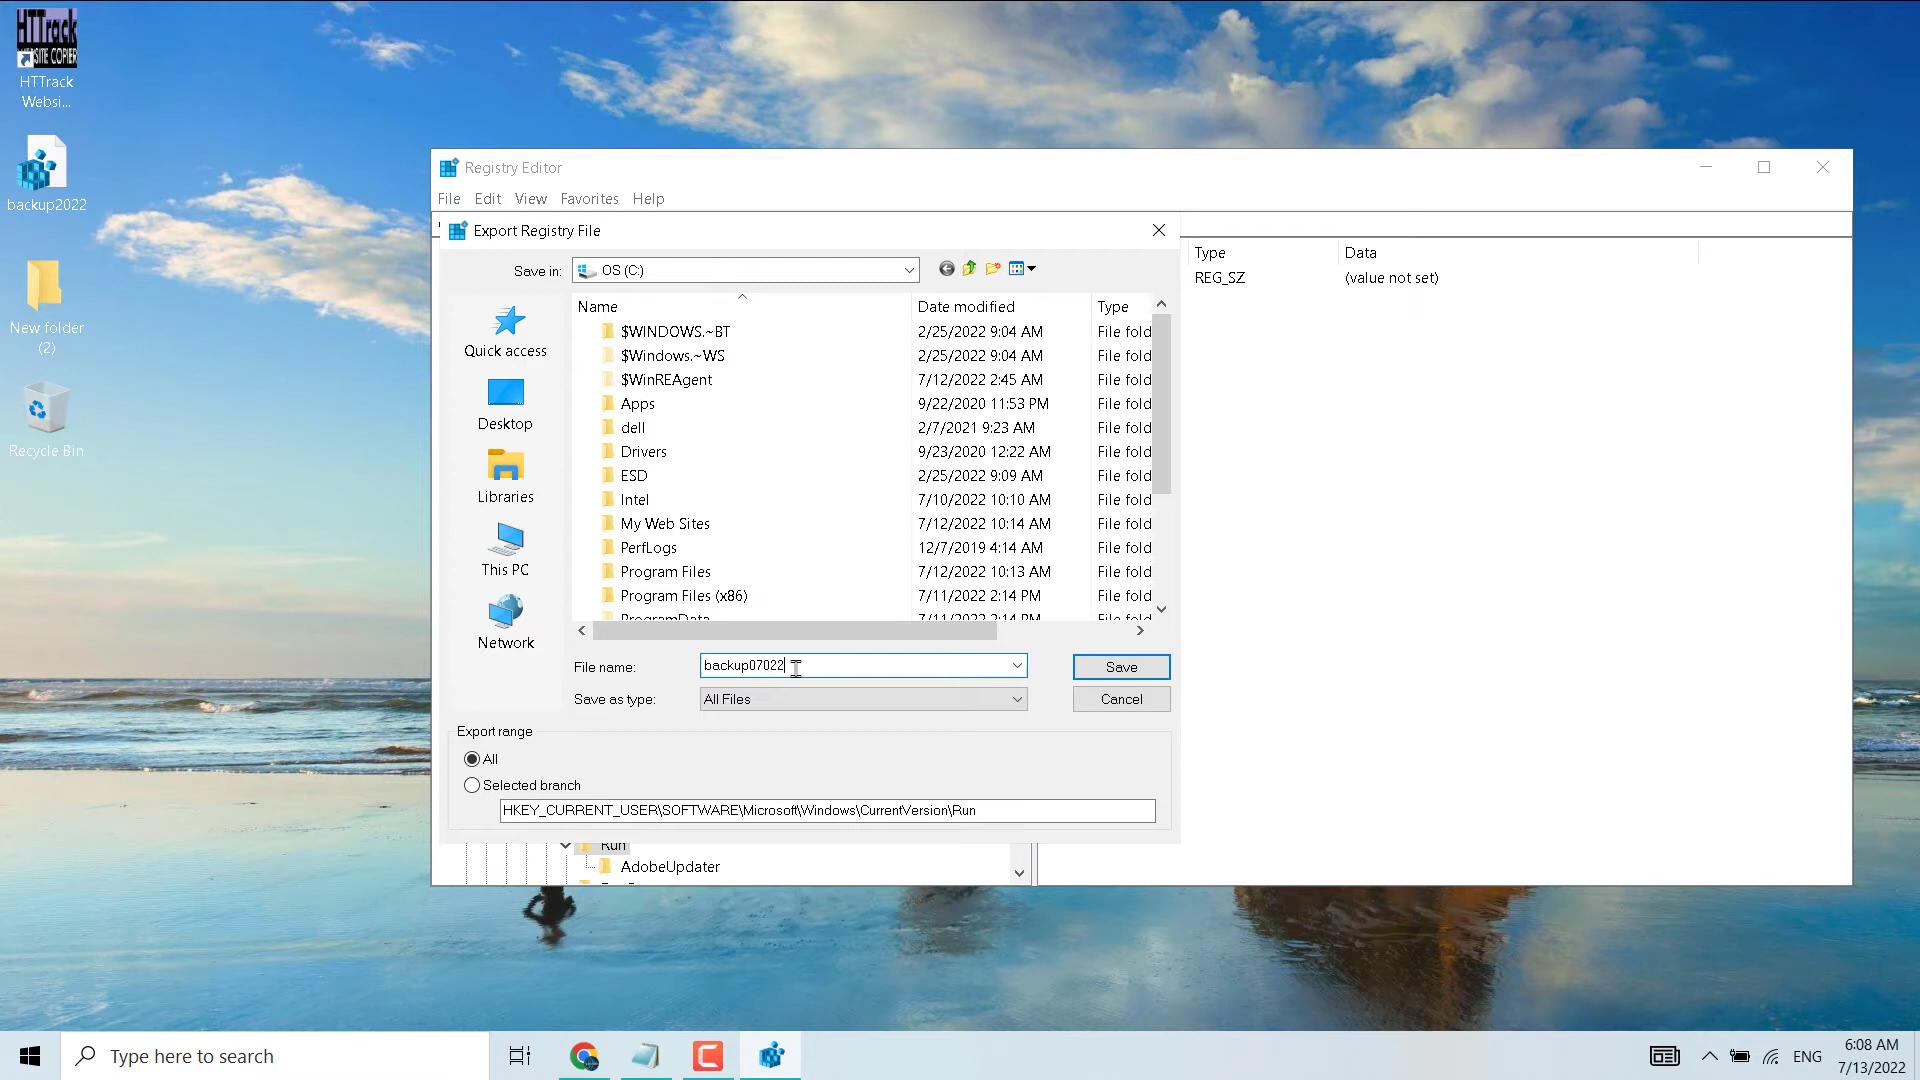 HTTrack
WEBSITE COPIER
HTTrack
Websi...
backup2022
New folder
(2)
Recycle Bin
Registry Editor
File Edit View Favorites Help
Export Registry File
Save in: OS (C:)
Type Data
REG_SZ (value not set)
Name Date modified Type
$WINDOWS.~BT 2/25/2022 9:04 AM File fold
$Windows.~WS 2/25/2022 9:04 AM File fold
$WinREAgent 7/12/2022 2:45 AM File fold
Apps 9/22/2020 11:53 PM File fold
dell 2/7/2021 9:23 AM File fold
Drivers 9/23/2020 12:22 AM File fold
ESD 2/25/2022 9:09 AM File fold
Intel 7/10/2022 10:10 AM File fold
My Web Sites 7/12/2022 10:14 AM File fold
PerfLogs 12/7/2019 4:14 AM File fold
Program Files 7/12/2022 10:13 AM File fold
Program Files (x86) 7/11/2022 2:14 PM File fold
ProgramData 7/11/2022 2:14 PM File fold
Quick access
Desktop
Libraries
This PC
Network
File name: backup07022 Save
Save as type: All Files Cancel
Export range
All
Selected branch
HKEY_CURRENT_USER\SOFTWARE\Microsoft\Windows\CurrentVersion\Run
Run
AdobeUpdater
Type here to search
ENG
6:08 AM
7/13/2022